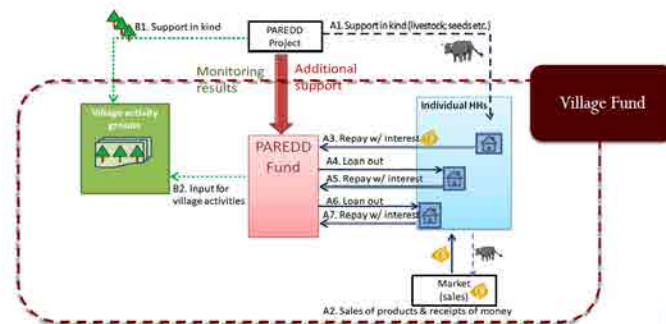 B1. Support in kind
PAREDD
Project
A1. Support in kind (livestock; seeds etc.)
Monitoring
results
Additional
support
Village Fund
Village activity
groups
Individual HHs
PAREDD
Fund
A3. Repay w/ interest
A4. Loan out
A5. Repay w/ interest
B2. Input for
village activities
A6. Loan out
A7. Repay w/ interest
Market
(sales)
A2. Sales of products & receipts of money